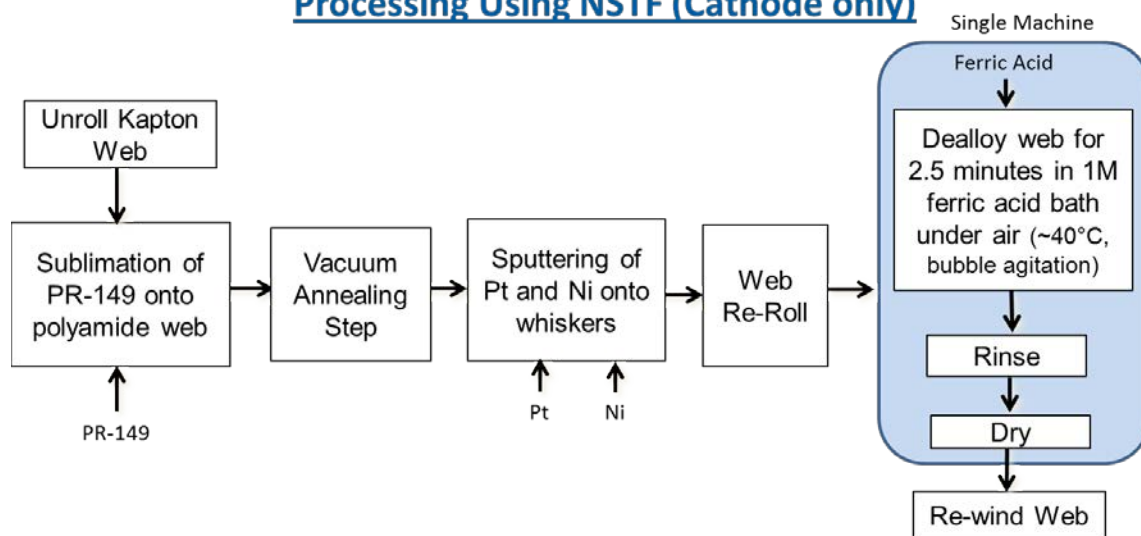 Processing Using NSTF (Cathode only)
Single Machine
Ferric Acid
Unroll Kapton
Web
Dealloy web for
2.5 minutes in 1M
ferric acid bath
under air (~40°C,
bubble agitation)
Sublimation of
PR-149 onto
polyamide web
Vacuum
Annealing
Step
Sputtering of
Pt and Ni onto
whiskers
Web
Re-Roll
Rinse
Pt
Ni
PR-149
Dry
Re-wind Web